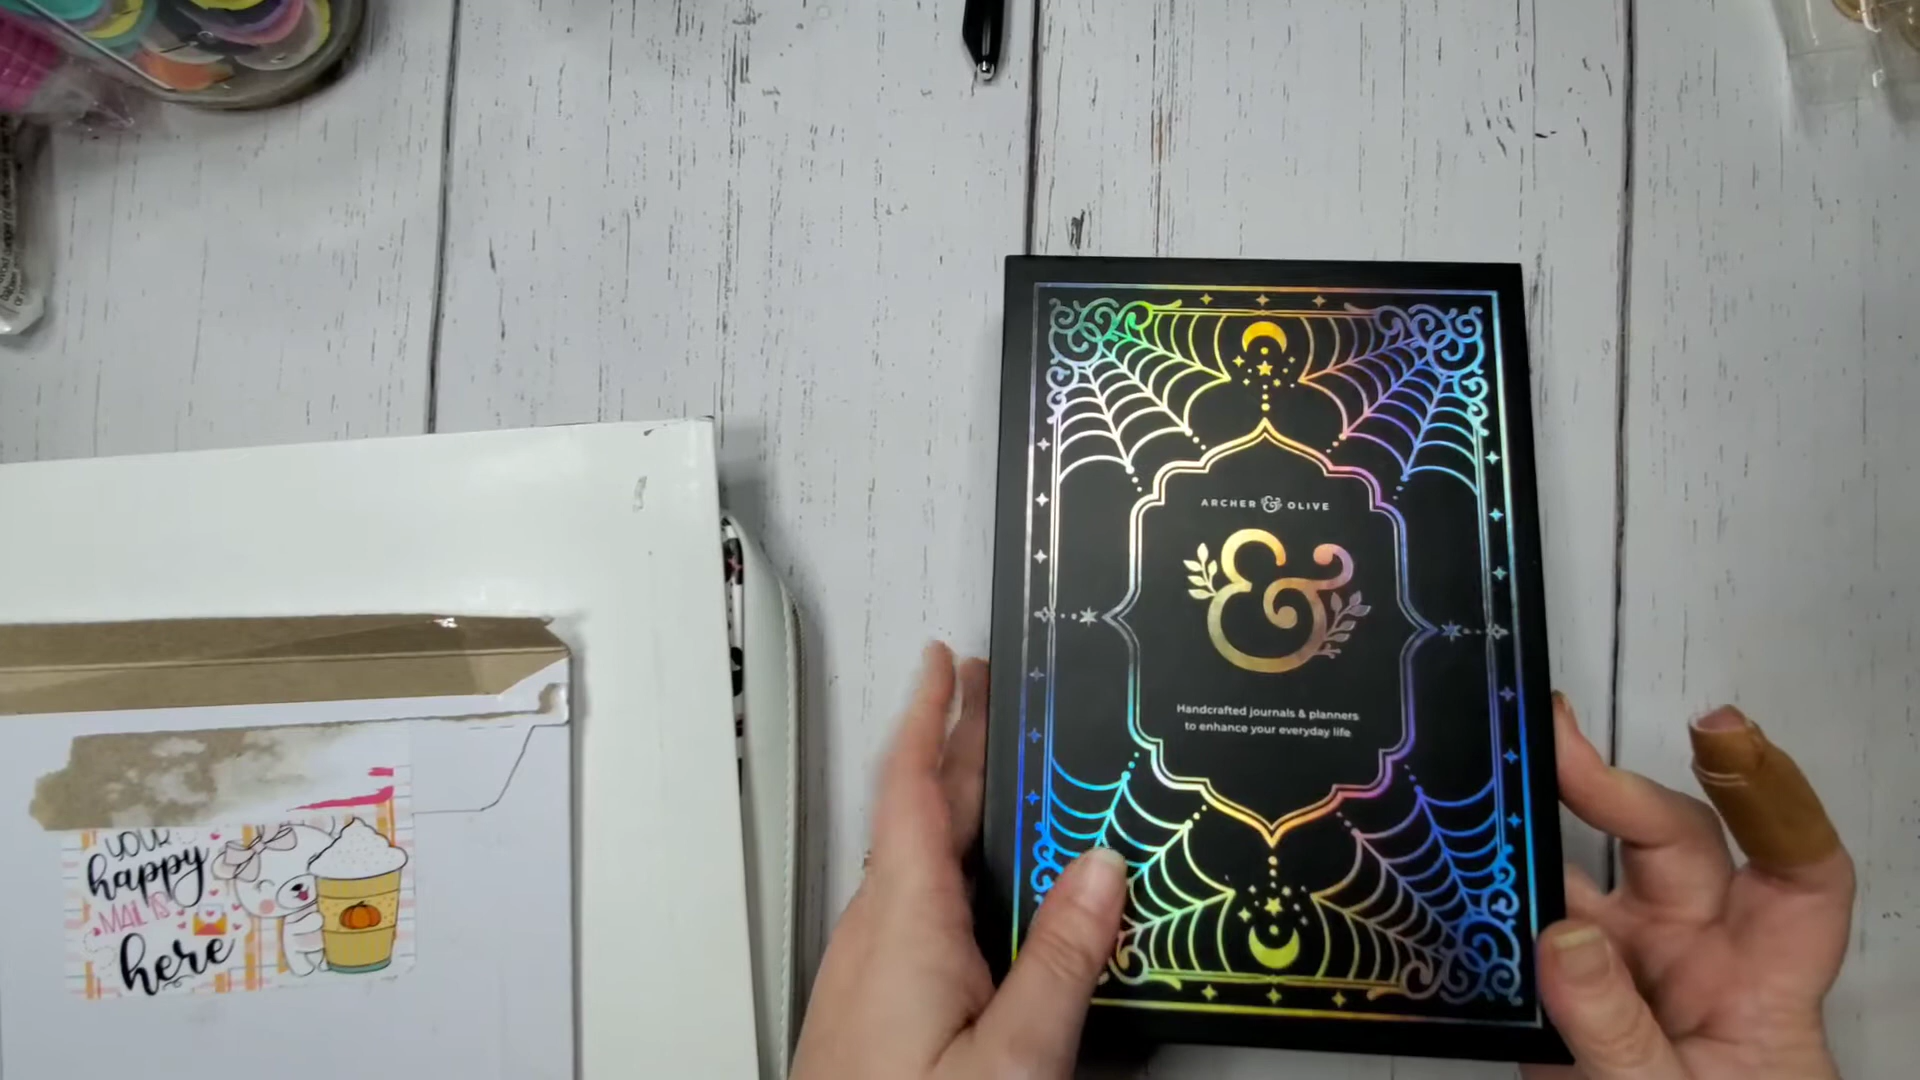 ARCHER & OLIVE
&
Handcrafted journals & planners
to enhance your everyday life
YOUR
happy
MAIL IS
here